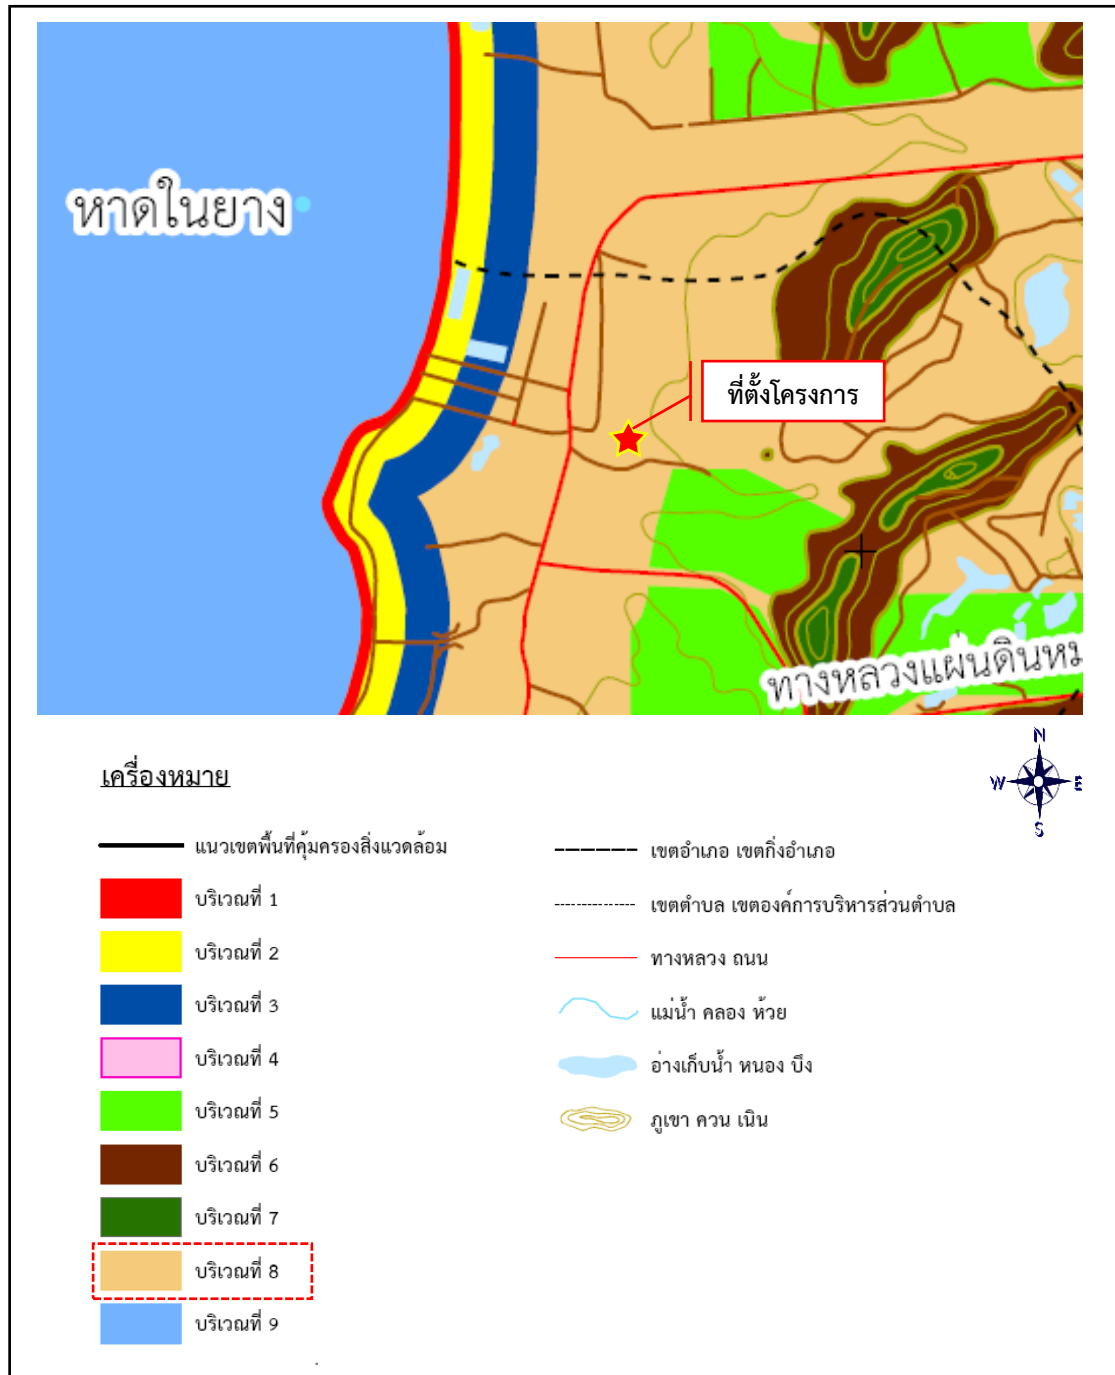 หาดในยาง
ที่ตั้งโครงการ
ทางหลวงแผ่นดินหม
N
W
E
S
เครื่องหมาย
แนวเขตพื้นที่คุ้มครองสิ่งแวดล้อม
บริเวณที่ 1
บริเวณที่ 2
บริเวณที่ 3
บริเวณที่ 4
บริเวณที่ 5
บริเวณที่ 6
บริเวณที่ 7
บริเวณที่ 8
บริเวณที่ 9
เขตอำเภอ เขตกิ่งอำเภอ
เขตตำบล เขตองค์การบริหารส่วนตำบล
ทางหลวง ถนน
แม่น้ำ คลอง ห้วย
อ่างเก็บน้ำ หนอง บึง
ภูเขา ควน เนิน